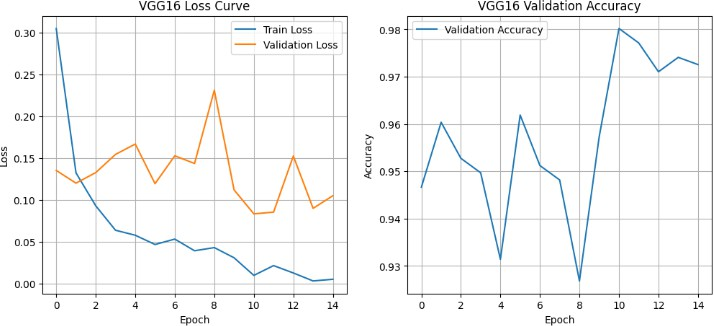 VGG16 Loss Curve
Train Loss
Validation Loss
0.30
0.25
0.20
0.15
0.10
0.05
0.00
Loss
0 2 4 6 8 10 12 14
Epoch
VGG16 Validation Accuracy
Validation Accuracy
0.98
0.97
0.96
0.95
0.94
0.93
Accuracy
0 2 4 6 8 10 12 14
Epoch